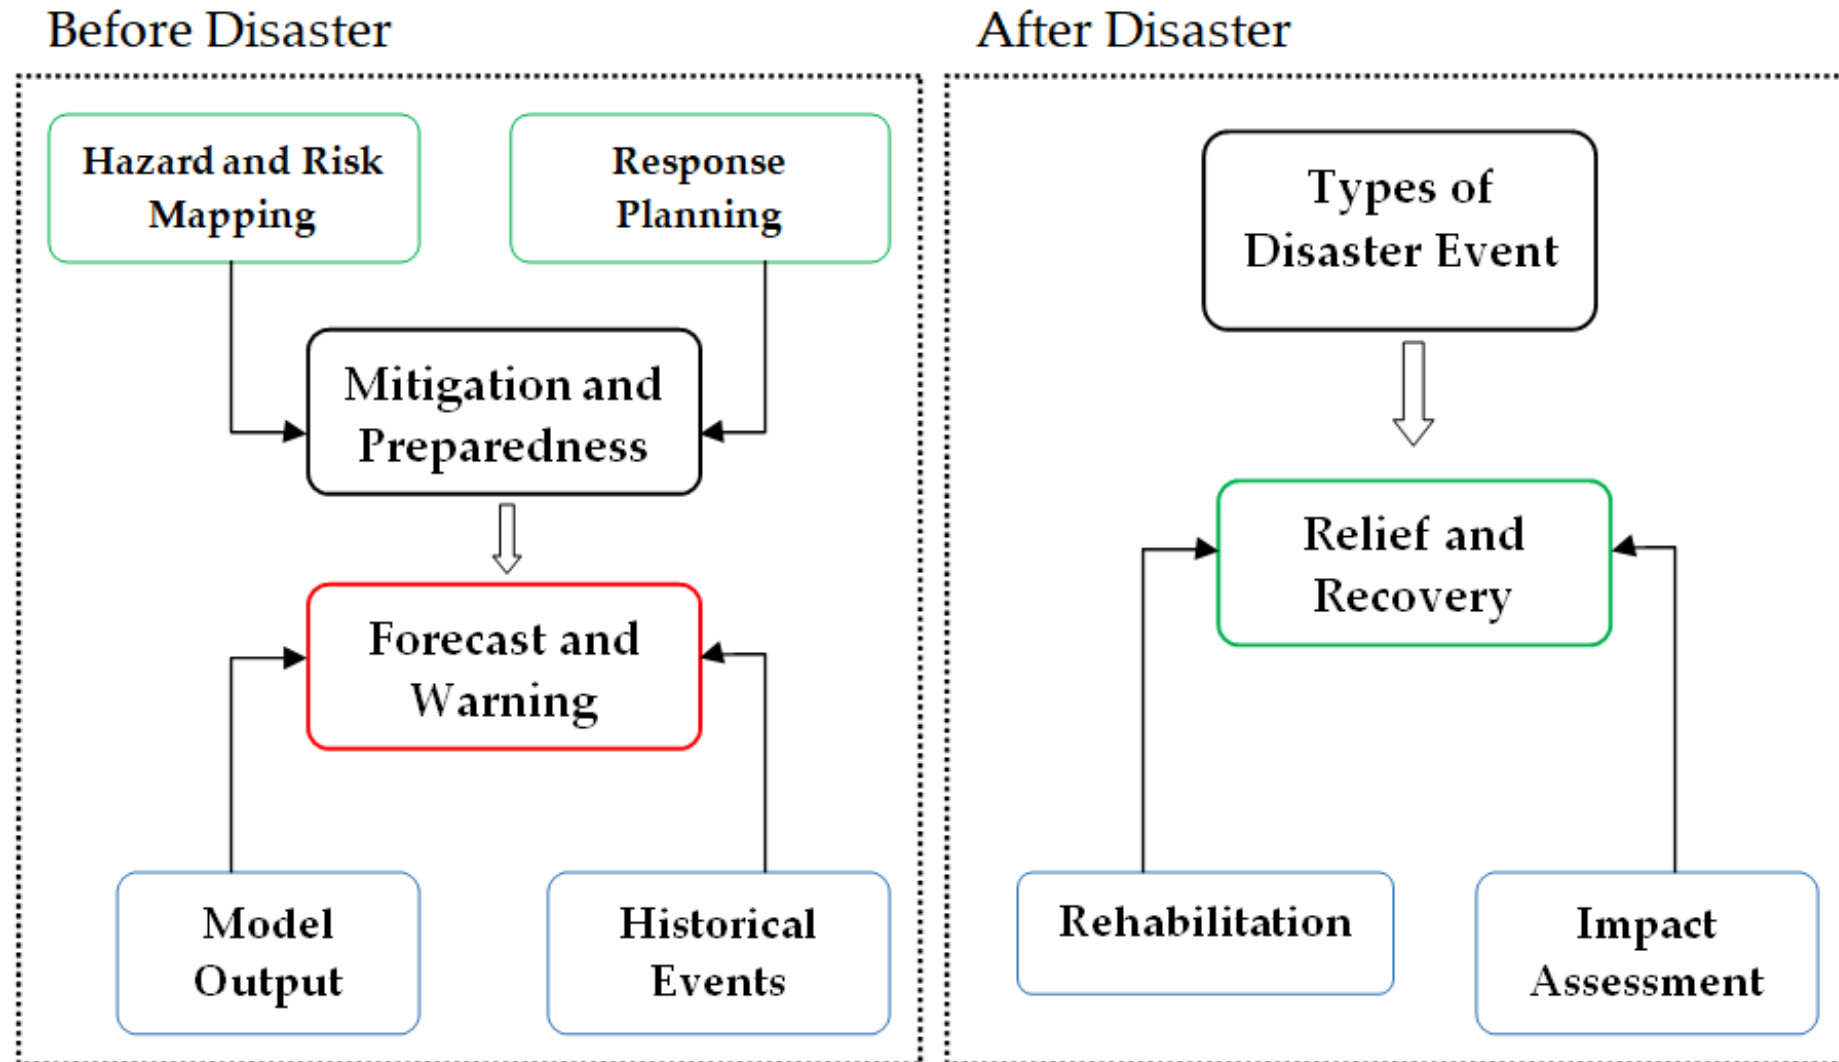 Before Disaster
Hazard and Risk
Mapping
Response
Planning
Mitigation and
Preparedness
Forecast and
Warning
Model
Output
Historical
Events
After Disaster
Types of
Disaster Event
Relief and
Recovery
Rehabilitation
Impact
Assessment